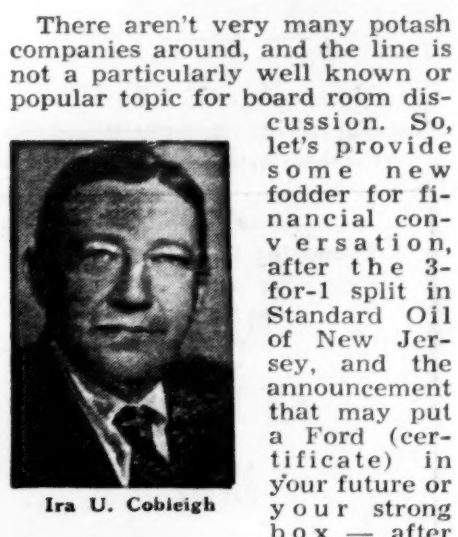 There aren't very many potash
companies around, and the line is
not a particularly well known or
popular topic for board room dis-
cussion. So,
let's provide
some new
fodder for fi-
nancial con-
versation,
after the 3-
for-1 split in
Standard Oil
of New Jer-
sey, and the
announcement
that may put
a Ford (cer-
tificate) in
your future or
your strong
box — after
Ira U. Cobleigh